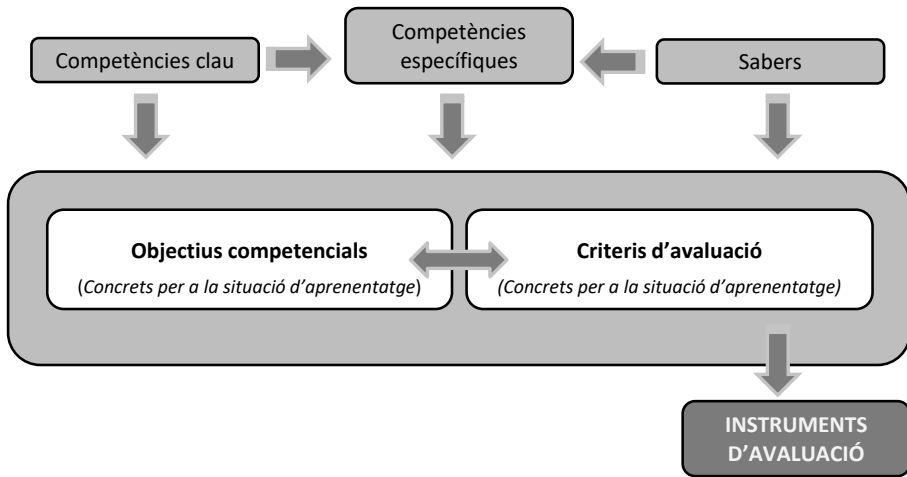 Competències clau
Competències
específiques
Sabers
Objectius competencials
(Concrets per a la situació d’aprenentatge)
Criteris d’avaluació
(Concrets per a la situació d’aprenentatge)
INSTRUMENTS
D’AVALUACIÓ